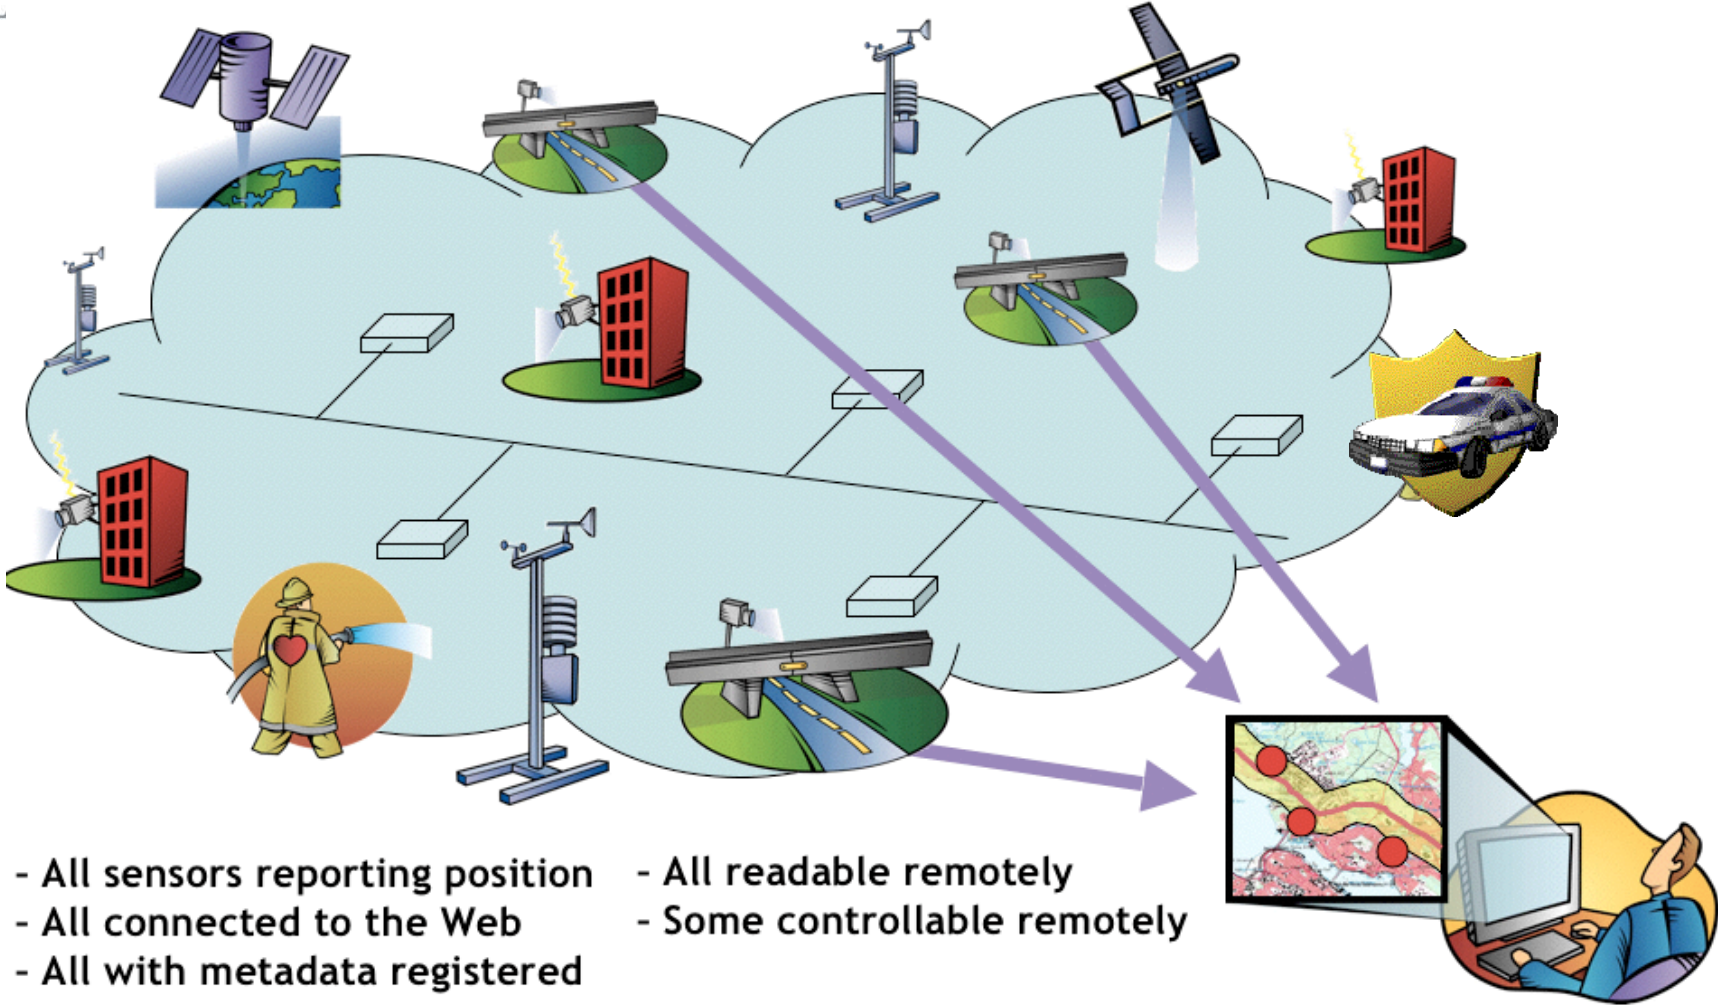 - All sensors reporting position
- All connected to the Web
- All with metadata registered
- All readable remotely
- Some controllable remotely